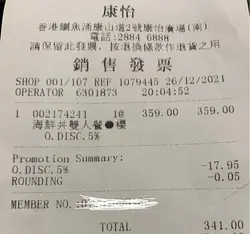 康怡
香港鰂魚涌康山道2號康怡廣場(南)
電話:2884 6888
請保留此發票，按退換條款作退貨之用
銷售發票
SHOP 001/107 REF 1079445 26/12/2021
OPERATOR 6301873 20:04:52
1 002174241 1@ 359.00 359.00
海鮮丼雙人餐●櫻
O.DISC.5%
Promotion Summary:
O.DISC,5% -17.95
ROUNDING -0.05
MEMBER NO.
TOTAL 341.00